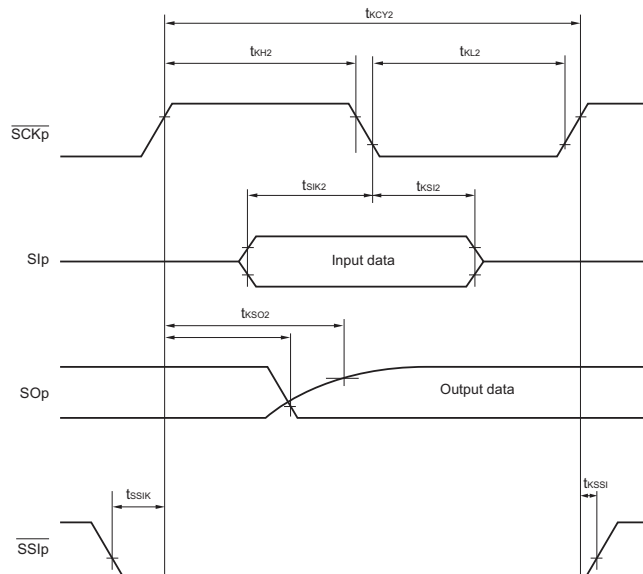 tKCY2
tKH2
tKL2
SCKp
tSIK2
tKSI2
SIp
Input data
tKSO2
SOp
Output data
tSSIK
tKSSI
SSIp